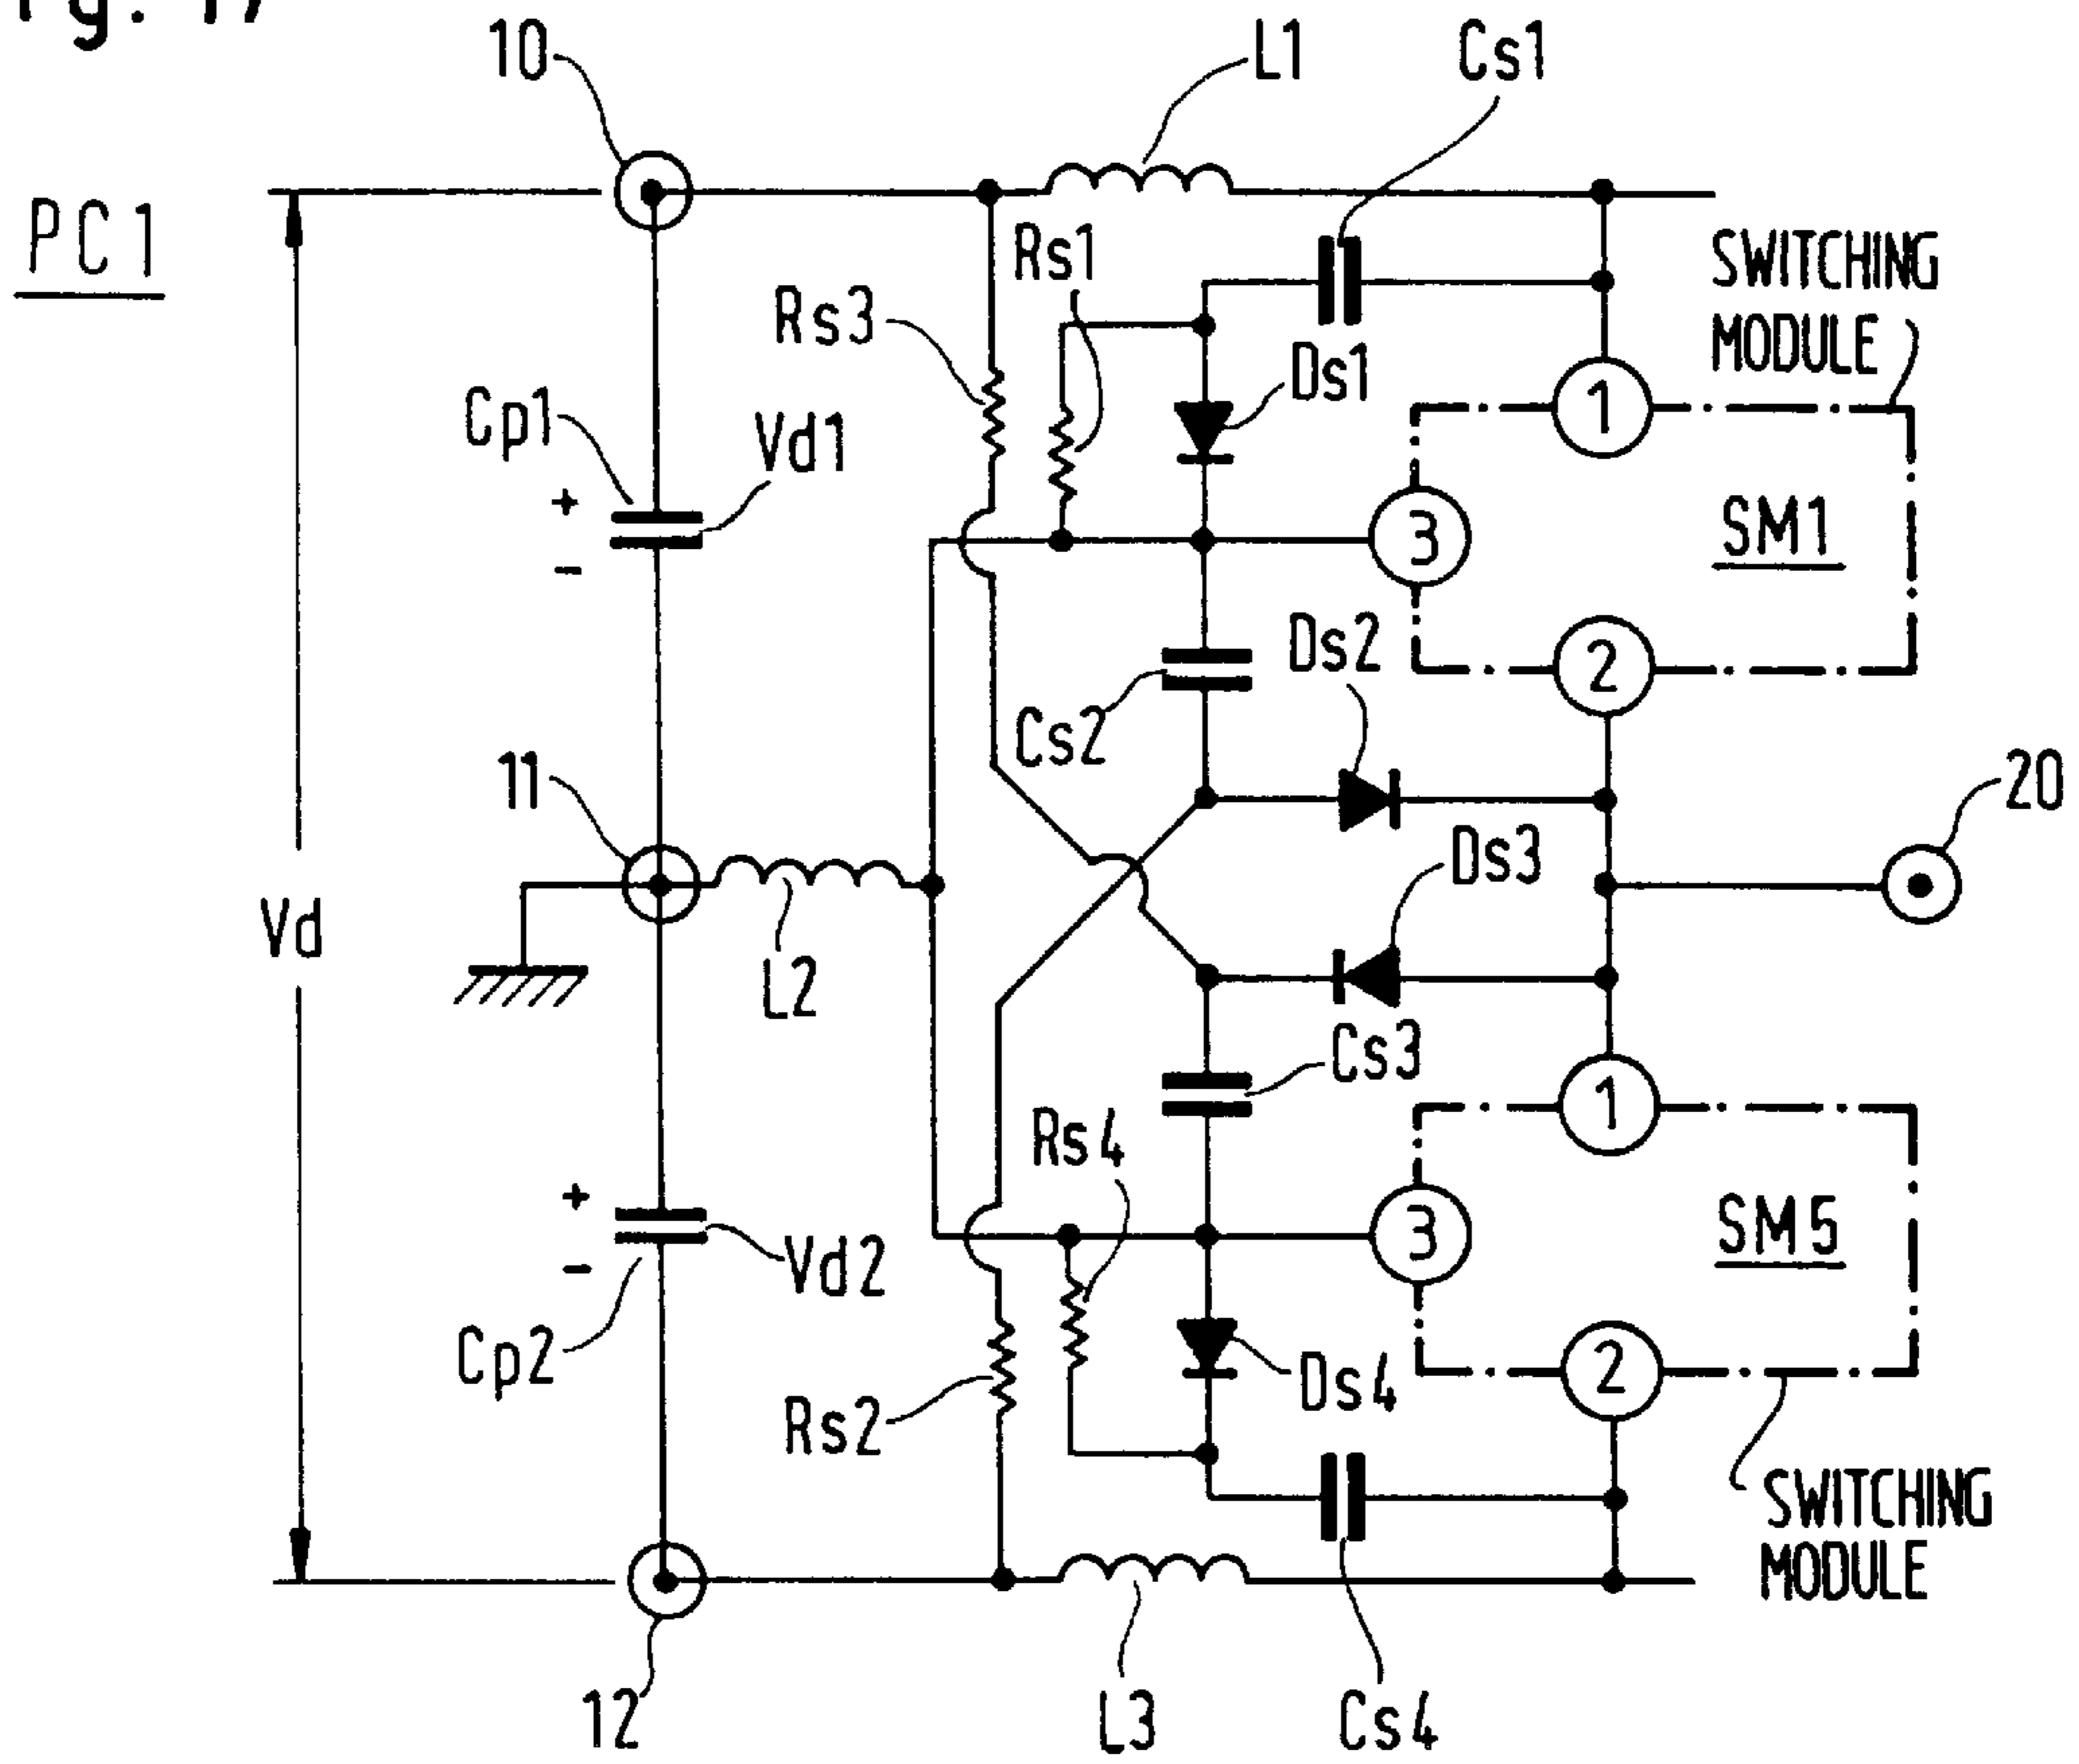 10
L1
Cs1
PC1
Rs1
SWITCHING
MODULE
Rs3
Ds1
Cp1
Vd1
1
+
-
3
SM1
Ds2
2
Cs2
11
20
Ds3
Vd
L2
Cs3
1
Rs4
+
-
3
SM5
Vd2
Cp2
Ds4
2
Rs2
SWITCHING
MODULE
12
L3
Cs4